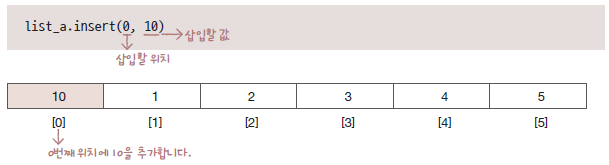 list_a.insert(0, 10) 삽입할 값
삽입할 위치
10 1 2 3 4 5
[0] [1] [2] [3] [4] [5]
0번째 위치에 10을 추가합니다.